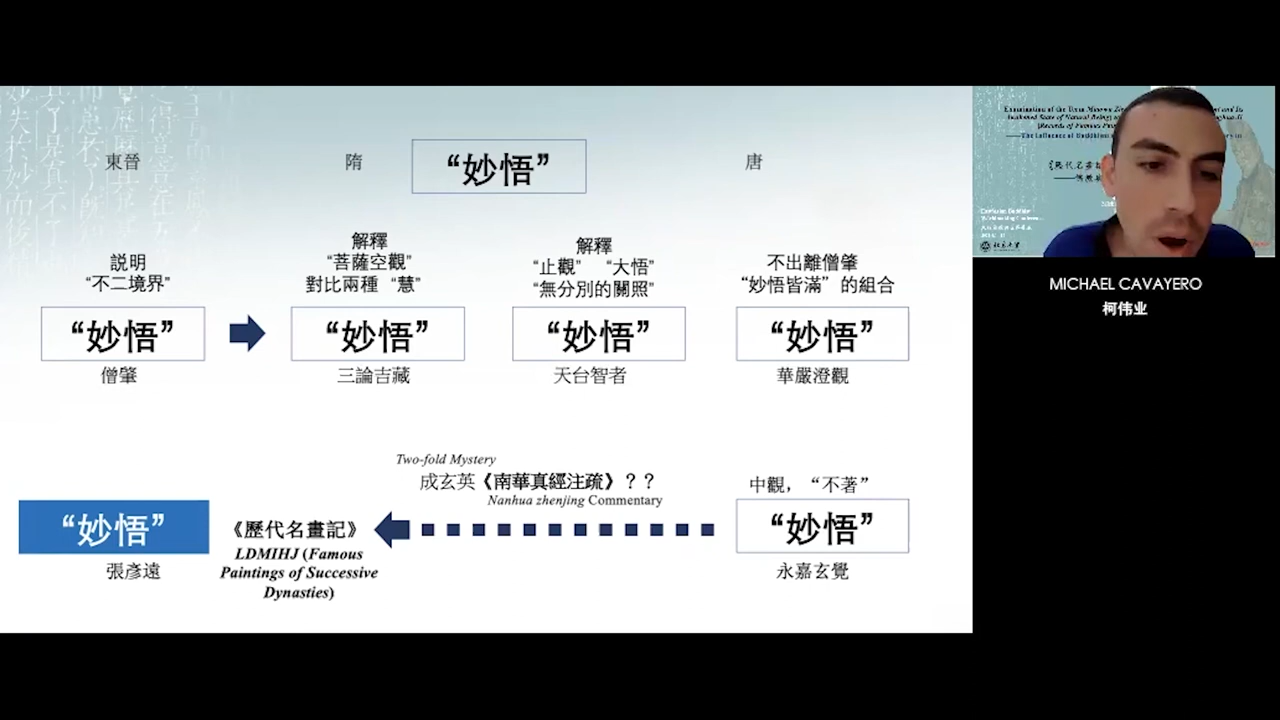 東晉
隋
“妙悟”
唐
説明
“不二境界”
“妙悟”
僧肇
解釋
“菩薩空觀”
對比兩種“慧”
“妙悟”
三論吉藏
解釋
“止觀” “大悟”
“無分別的關照”
“妙悟”
天台智者
不出離僧肇
“妙悟皆滿”的組合
“妙悟”
華嚴澄觀
Two-fold Mystery
成玄英《南華真經注疏》？？
Nanhua zhenjing Commentary
中觀，“不著”
“妙悟”
永嘉玄覺
《歷代名畫記》
LDMIHJ (Famous
Paintings of Successive
Dynasties)
“妙悟”
張彥遠
MICHAEL CAVAYERO
柯伟业